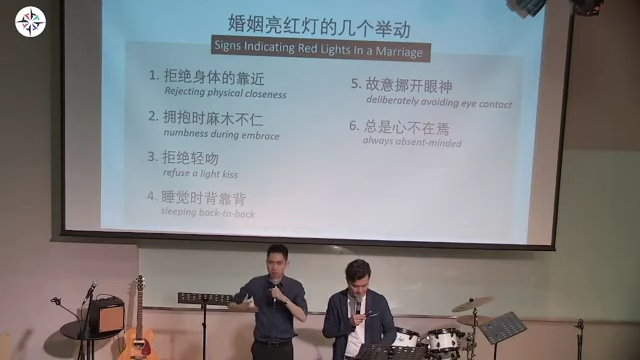 婚姻亮红灯的几个举动
Signs Indicating Red Lights In a Marriage
1. 拒绝身体的靠近
Rejecting physical closeness
2. 拥抱时麻木不仁
numbness during embrace
3. 拒绝轻吻
refuse a light kiss
4. 睡觉时背靠背
sleeping back-to-back
5. 故意挪开眼神
deliberately avoiding eye contact
6. 总是心不在焉
always absent-minded